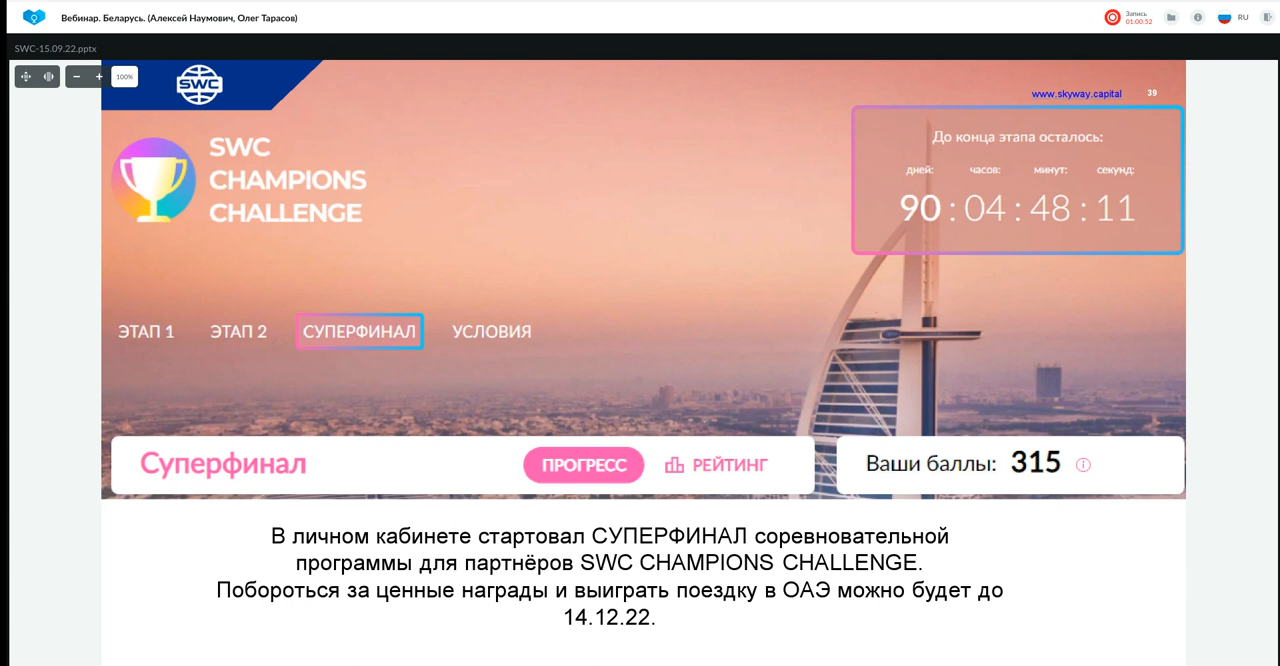 Вебинар. Беларусь. (Алексей Наумович, Олег Тарасов)
Запись
01:00:52
RU
SWC-15.09.22.pptx
100%
SWC
www.skyway.capital
39
SWC
CHAMPIONS
CHALLENGE
До конца этапа осталось:
дней: часов: минут: секунд:
90 : 04 : 48 : 11
ЭТАП 1 ЭТАП 2 СУПЕРФИНАЛ УСЛОВИЯ
Суперфинал ПРОГРЕСС РЕЙТИНГ
Ваши баллы: 315
В личном кабинете стартовал СУПЕРФИНАЛ соревновательной
программы для партнёров SWC CHAMPIONS CHALLENGE.
Побороться за ценные награды и выиграть поездку в ОАЭ можно будет до
14.12.22.